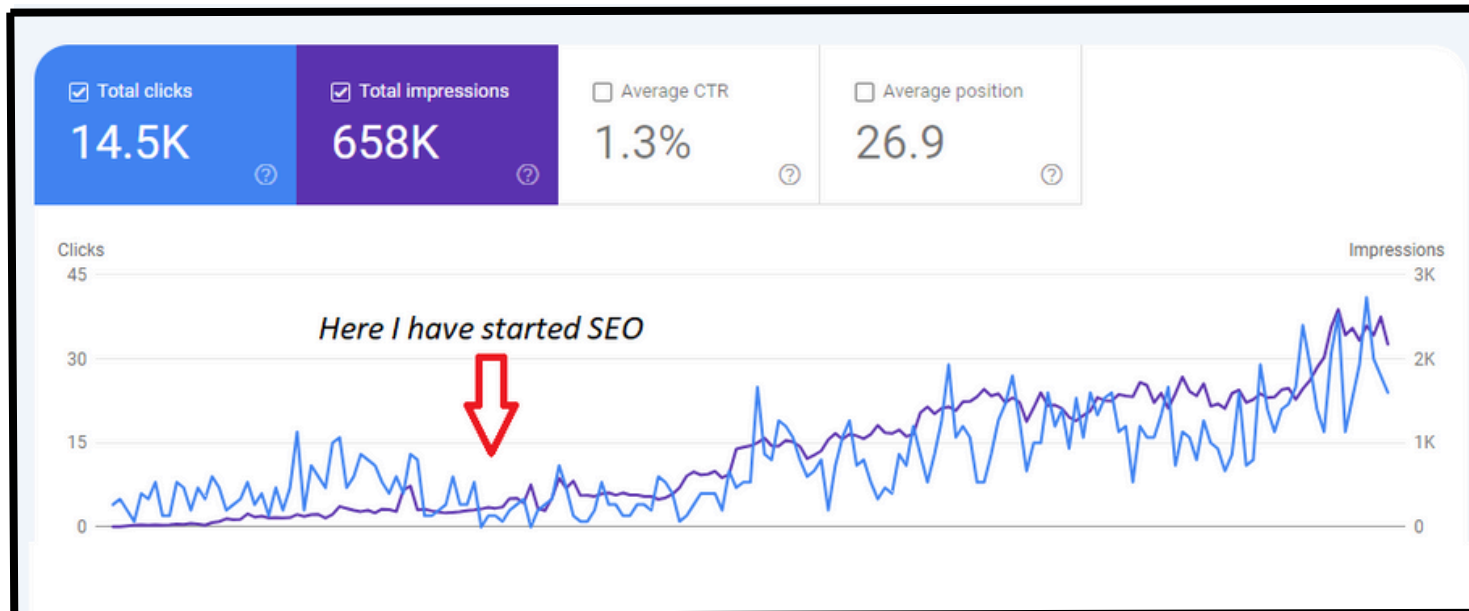 Total clicks
14.5K
Total impressions
658K
Average CTR
1.3%
Average position
26.9
Clicks
Impressions
45
3K
Here I have started SEO
30
2K
15
1K
0
0